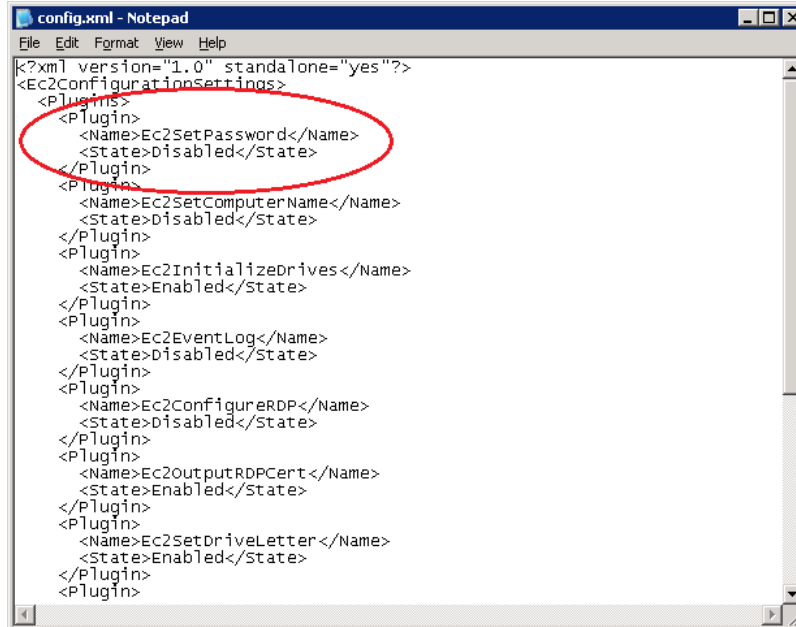 config.xml - Notepad
File Edit Format View Help
<?xml version="1.0" standalone="yes"?>
<Ec2ConfigurationSettings>
  <Plugins>
    <Plugin>
      <Name>Ec2SetPassword</Name>
      <State>Disabled</State>
    </Plugin>
    <Plugin>
      <Name>Ec2SetComputerName</Name>
      <State>Disabled</State>
    </Plugin>
    <Plugin>
      <Name>Ec2InitializeDrives</Name>
      <State>Enabled</State>
    </Plugin>
    <Plugin>
      <Name>Ec2EventLog</Name>
      <State>Disabled</State>
    </Plugin>
    <Plugin>
      <Name>Ec2ConfigureRDP</Name>
      <State>Disabled</State>
    </Plugin>
    <Plugin>
      <Name>Ec2OutputRDPCert</Name>
      <State>Enabled</State>
    </Plugin>
    <Plugin>
      <Name>Ec2SetDriveLetter</Name>
      <State>Enabled</State>
    </Plugin>
    <Plugin>